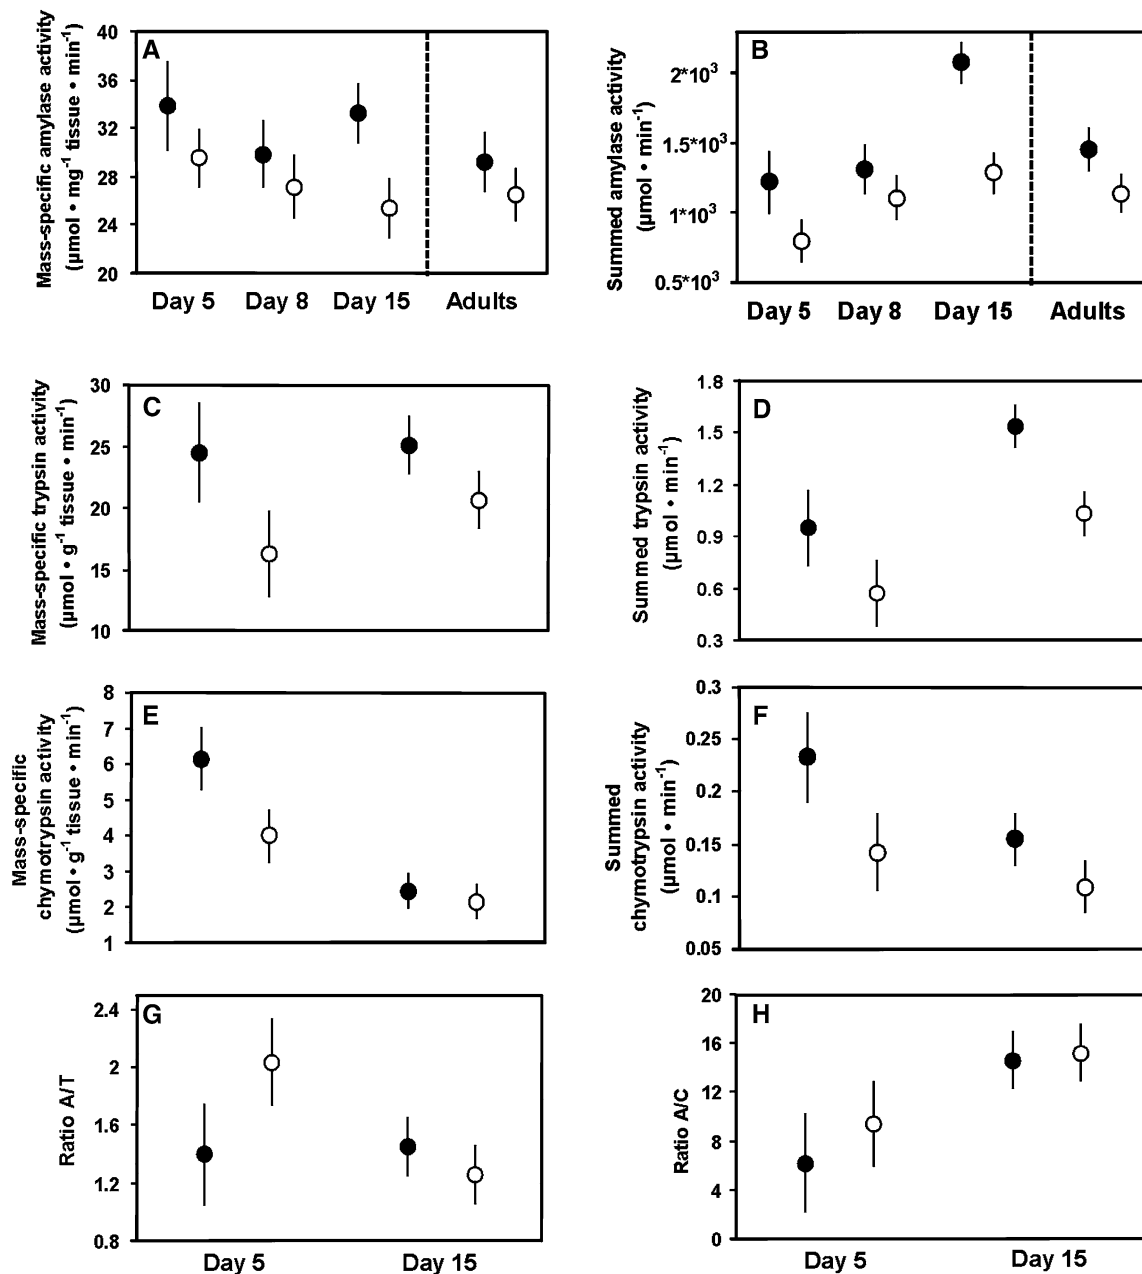 A
Mass-specific amylase activity
(µmol • mg-1 tissue • min-1)
40
36
32
28
24
20
Day 5 Day 8 Day 15 Adults
B
Summed amylase activity
(µmol • min-1)
2*10³
1.5*10³
1*10³
0.5*10³
Day 5 Day 8 Day 15 Adults
C
Mass-specific trypsin activity
(µmol • g-1 tissue • min-1)
30
25
20
15
10
D
Summed trypsin activity
(µmol • min-1)
1.8
1.5
1.2
0.9
0.6
0.3
E
Mass-specific
chymotrypsin activity
(µmol • g-1 tissue • min-1)
8
7
6
5
4
3
2
1
F
Summed
chymotrypsin activity
(µmol • min-1)
0.3
0.25
0.2
0.15
0.1
0.05
G
Ratio A/T
2.4
2
1.6
1.2
0.8
Day 5 Day 15
H
Ratio A/C
20
16
12
8
4
0
Day 5 Day 15